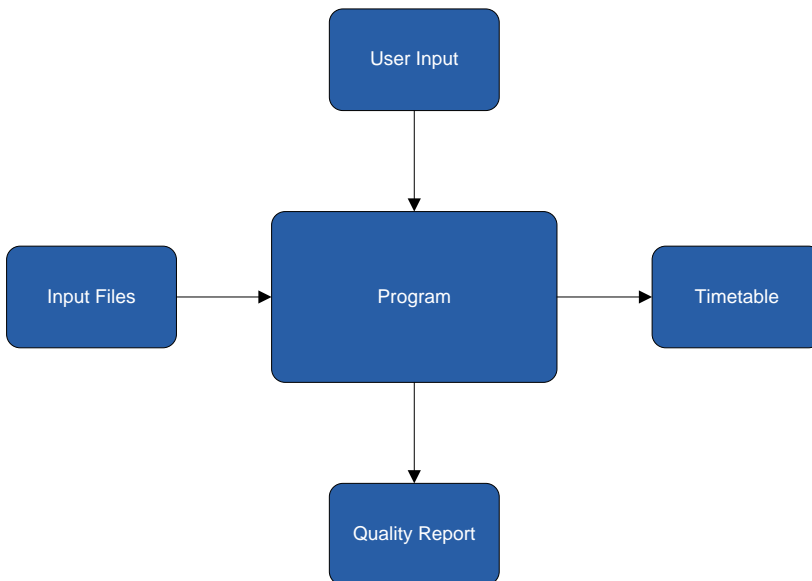 User Input
Input Files
Program
Timetable
Quality Report